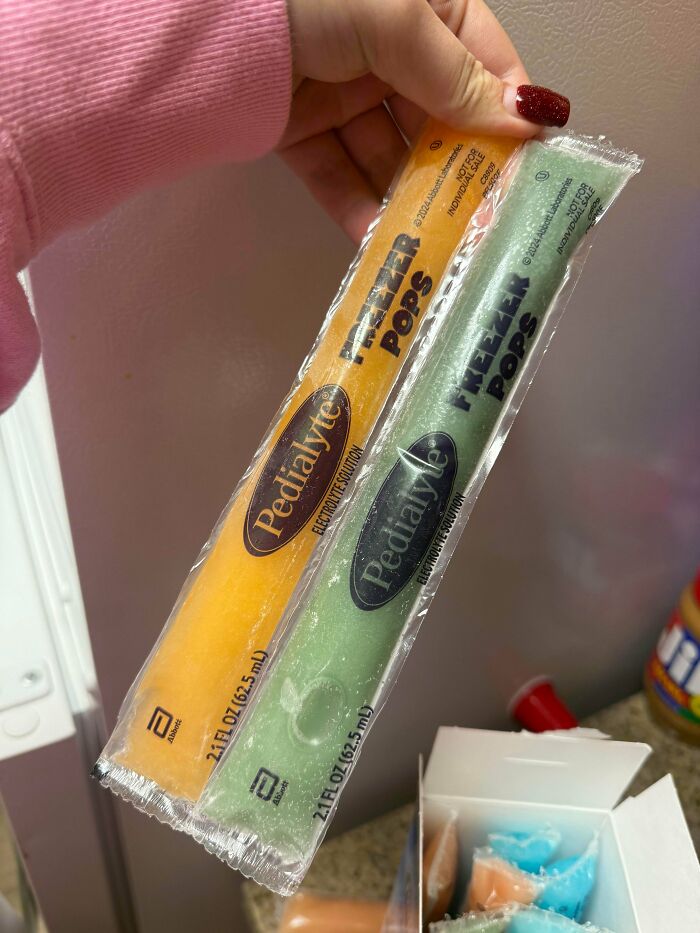 Ⓤ
© 2024 Abbott Laboratories
NOT FOR
INDIVIDUAL SALE
FREEZER
POPS
Pedialyte®
ELECTROLYTE SOLUTION
Abbott
2.1 FL OZ (62.5 mL)
Ⓤ
© 2024 Abbott Laboratories
NOT FOR
INDIVIDUAL SALE
FREEZER
POPS
Pedialyte®
ELECTROLYTE SOLUTION
Abbott
2.1 FL OZ (62.5 mL)
Jif